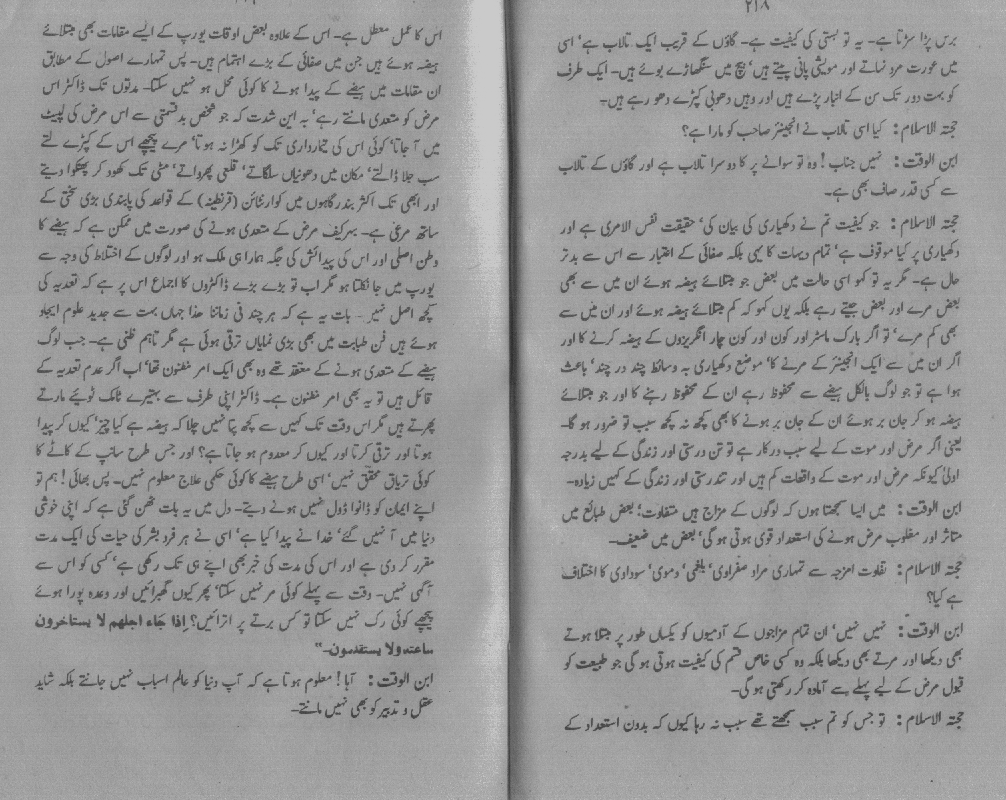 ۲۱۸
برس پڑا سڑتا ہے۔ یہ تو بستی کی کیفیت ہے۔ گاؤں کے قریب ایک تالاب ہے' اسی
میں عورت مرد نہاتے اور مویشی پانی پیتے ہیں' بیچ میں سنگھاڑے بوئے ہیں۔ ایک طرف
کو بہت دور تک سن کے انبار پڑے ہیں اور وہیں دھوبی کپڑے دھو رہے ہیں۔
حجتہ الاسلام : کیا اسی تالاب نے انجینئر صاحب کو مارا ہے؟
ابن الوقت : نہیں جناب! وہ تو سوانے پر کا دوسرا تالاب ہے اور گاؤں کے تالاب
سے کسی قدر صاف بھی ہے۔
حجتہ الاسلام : جو کیفیت تم نے دکھیاری کی بیان کی' حقیقت نفس الامری ہے اور
دکھیاری پر کیا موقوف ہے' تمام دیہات کا یہی بلکہ صفائی کے اعتبار سے اس سے بدتر
حال ہے۔ مگر یہ تو کہو اسی حالت میں بعض جو مبتلائے ہیضہ ہوئے ان میں سے بھی
بعض مرے اور بعض جیتے رہے بلکہ یوں کہو کہ کم مبتلائے ہیضہ ہوئے اور ان میں سے
بھی کم مرے' تو اگر بارک ماسٹر اور کون اور کون چار انگریزوں کے ہیضہ کرنے کا اور
اگر ان میں سے ایک انجینئر کے مرنے کا' موضع دکھیاری بہ وسائط چند در چند' باعث
ہوا ہے تو جو لوگ بالکل ہیضے سے محفوظ رہے ان کے محفوظ رہنے کا اور جو مبتلائے
ہیضہ ہو کر جان بر ہوئے ان کے جان بر ہونے کا بھی کچھ نہ کچھ سبب تو ضرور ہو گا۔
یعنی اگر مرض اور موت کے لیے سبب درکار ہے تو تن درستی اور زندگی کے لیے بدرجہ
اولیٰ کیونکہ مرض اور موت کے واقعات کم ہیں اور تندرستی اور زندگی کے کہیں زیادہ۔
ابن الوقت : میں ایسا سمجھتا ہوں کہ لوگوں کے مزاج ہیں متفاوت؛ بعض طبائع میں
متاثر اور مغلوب مرض ہونے کی استعداد قوی ہوتی ہو گی' بعض میں ضعیف۔
حجتہ الاسلام : تفاوت امزجہ سے تمہاری مراد صفراوی' بلغمی' دموی' سوداوی کا اختلاف
ہے کیا؟
ابن الوقت : نہیں نہیں' ان تمام مزاجوں کے آدمیوں کو یکساں طور پر مبتلا ہوتے
بھی دیکھا اور مرتے بھی دیکھا بلکہ وہ کسی خاص قسم کی کیفیت ہوتی ہو گی جو طبیعت کو
قبول مرض کے لیے پہلے سے آمادہ کر رکھتی ہو گی۔
حجتہ الاسلام : تو جس کو تم سبب سمجھتے تھے سبب نہ رہا کیوں کہ بدون استعداد کے
اس کا عمل معطل ہے۔ اس کے علاوہ بعض اوقات یورپ کے ایسے مقامات بھی مبتلائے
ہیضہ ہوئے ہیں جن میں صفائی کے بڑے اہتمام ہیں۔ پس تمہارے اصول کے مطابق
ان مقامات میں ہیضے کے پیدا ہونے کا کوئی محل ہو نہیں سکتا۔ مدتوں تک ڈاکٹر اس
مرض کو متعدی مانتے رہے' بہ این شدت کہ جو شخص بد قسمتی سے اس مرض کی لپیٹ
میں آ جاتا' کوئی اس کی تیمارداری تک کو کھڑا نہ ہوتا' مرے پیچھے اس کے کپڑے لتے
سب جلا ڈالتے' مکان میں دھونیاں سلگاتے' قلعی پھرواتے' مٹی تک کھود کر پھنکوا دیتے
اور ابھی تک اکثر بندر گاہوں میں کوارنٹائن (قرنطینہ) کے قواعد کی پابندی بڑی سختی کے
ساتھ مرعی ہے۔ بہرکیف مرض کے متعدی ہونے کی صورت میں ممکن ہے کہ ہیضے کا
وطن اصلی اور اس کی پیدائش کی جگہ ہمارا ہی ملک ہو اور لوگوں کے اختلاط کی وجہ سے
یورپ میں جا نکلتا ہو مگر اب تو بڑے بڑے ڈاکٹروں کا اجماع اس پر ہے کہ تعدیہ کی
کچھ اصل نہیں۔ بات یہ ہے کہ ہر چند فی زماننا ھذا جہاں بہت سے جدید علوم ایجاد
ہوئے ہیں فن طبابت میں بھی بڑی نمایاں ترقی ہوئی ہے مگر تاہم ظنی ہے۔ جب لوگ
ہیضے کے متعدی ہونے کے معتقد تھے وہ بھی ایک امر مظنون تھا' اب اگر عدم تعدیہ کے
قائل ہیں تو یہ بھی امر مظنون ہے۔ ڈاکٹر اپنی طرف سے بہتیرے ٹامک ٹوئیے مارتے
پھرتے ہیں مگر اس وقت تک کہیں سے کچھ پتا نہیں چلا کہ ہیضہ ہے کیا چیز' کیوں کر پیدا
ہوتا اور ترقی کرتا اور کیوں کر معدوم ہو جاتا ہے؟ اور جس طرح سانپ کے کاٹے کا
کوئی تریاق محقق نہیں' اسی طرح ہیضے کا کوئی حکمی علاج معلوم نہیں۔ پس بھائی! ہم تو
اپنے ایمان کو ڈانوا ڈول نہیں ہونے دیتے۔ دل میں یہ بات ٹھن گئی ہے کہ اپنی خوشی
دنیا میں آ نہیں گئے' خدا نے پیدا کیا ہے' اسی نے ہر فرد بشر کی حیات کی ایک مدت
مقرر کر دی ہے اور اس کی مدت کی خبر بھی اپنے ہی تک رکھی ہے' کسی کو اس سے
آگہی نہیں۔ وقت سے پہلے کوئی مر نہیں سکتا' پھر کیوں گھبرائیں اور وعدہ پورا ہوئے
پیچھے کوئی رک نہیں سکتا تو کس برتے پر اترائیں؟ اِذا جَاء اجلهم لا يستاخرون
ساعته ولا يستقدمون۔"
ابن الوقت : آہا! معلوم ہوتا ہے کہ آپ دنیا کو عالم اسباب نہیں جانتے بلکہ شاید
عقل و تدبیر کو بھی نہیں مانتے۔